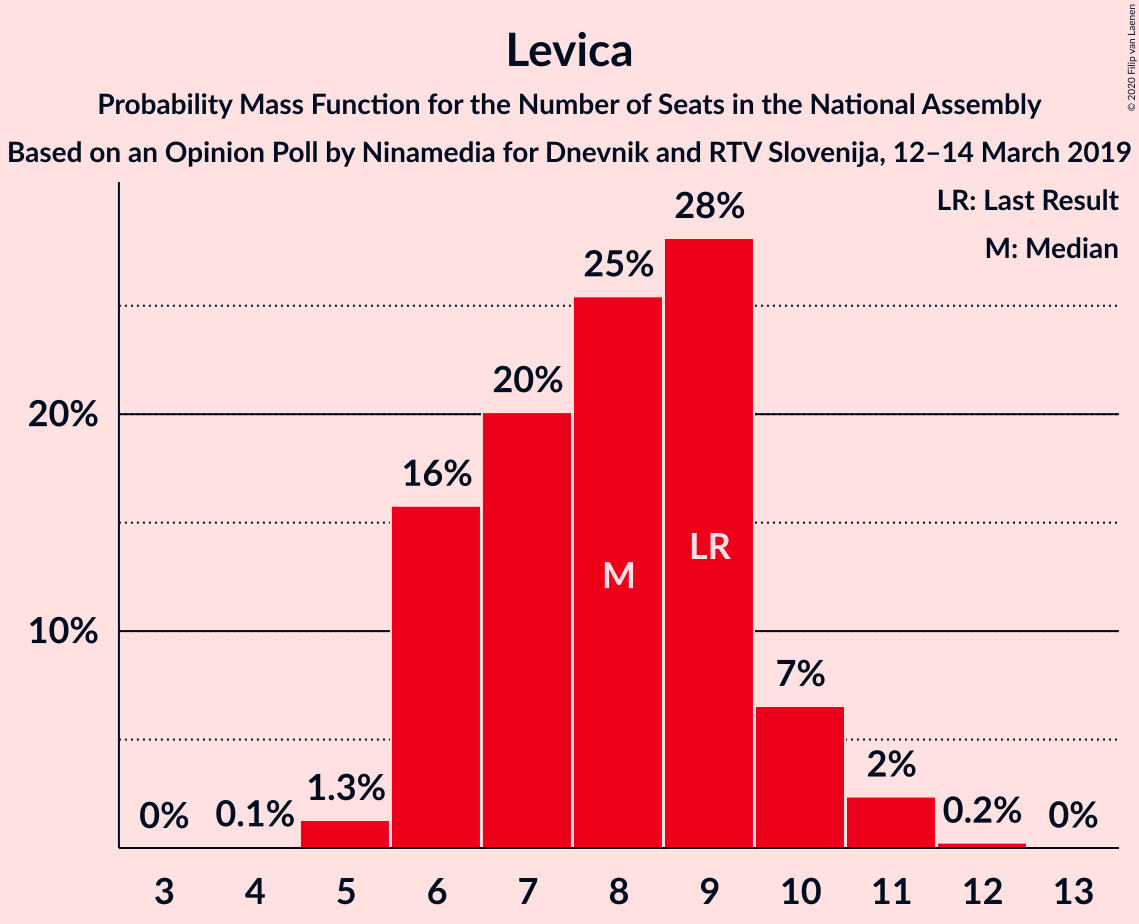 Levica
Probability Mass Function for the Number of Seats in the National Assembly
Based on an Opinion Poll by Ninamedia for Dnevnik and RTV Slovenija, 12–14 March 2019
© 2020 Filip van Laenen
LR: Last Result
M: Median
28%
25%
20%
16%
7%
2%
1.3%
0%
0.1%
0.2%
0%
20%
10%
M
LR
3 4 5 6 7 8 9 10 11 12 13